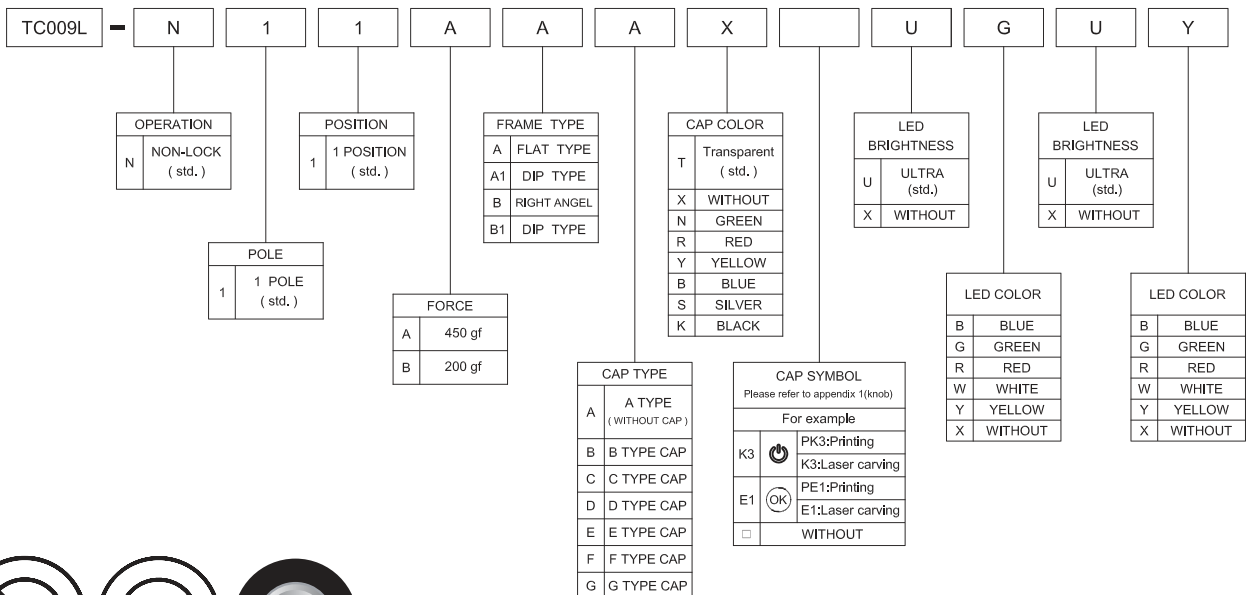 TC009L - N 1 1 A A A X U G U Y
OPERATION
N NON-LOCK
( std. )
POLE
1 1 POLE
( std. )
POSITION
1 1 POSITION
( std. )
FORCE
A 450 gf
B 200 gf
FRAME TYPE
A FLAT TYPE
A1 DIP TYPE
B RIGHT ANGEL
B1 DIP TYPE
CAP TYPE
A A TYPE
( WITHOUT CAP )
B B TYPE CAP
C C TYPE CAP
D D TYPE CAP
E E TYPE CAP
F F TYPE CAP
G G TYPE CAP
CAP COLOR
T Transparent
( std. )
X WITHOUT
N GREEN
R RED
Y YELLOW
B BLUE
S SILVER
K BLACK
CAP SYMBOL
Please refer to appendix 1(knob)
For example
K3 PK3:Printing
K3:Laser carving
E1 OK PE1:Printing
E1:Laser carving
□ WITHOUT
LED
BRIGHTNESS
U ULTRA
(std.)
X WITHOUT
LED COLOR
B BLUE
G GREEN
R RED
W WHITE
Y YELLOW
X WITHOUT
LED
BRIGHTNESS
U ULTRA
(std.)
X WITHOUT
LED COLOR
B BLUE
G GREEN
R RED
W WHITE
Y YELLOW
X WITHOUT